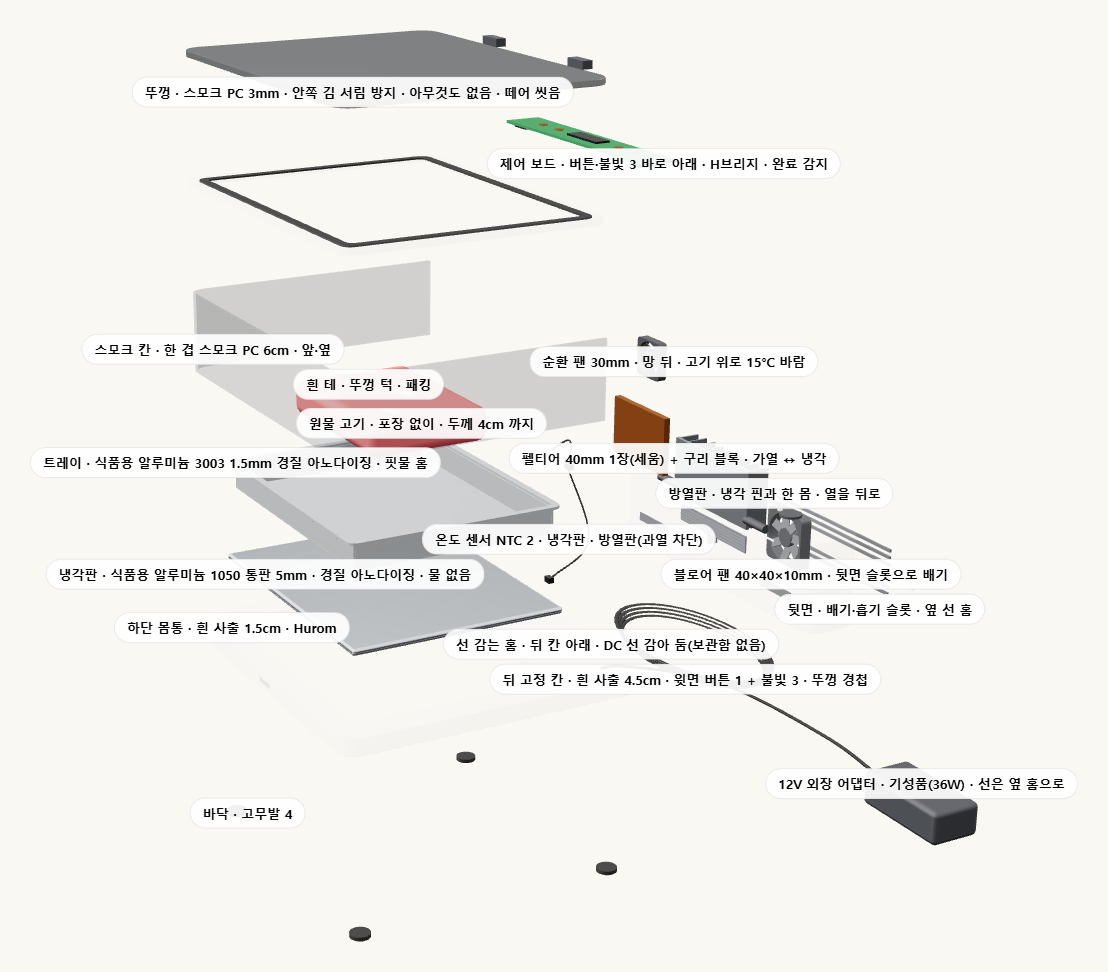 뚜껑 · 스모크 PC 3mm · 안쪽 김 서림 방지 · 아무것도 없음 · 떼어 씻음
제어 보드 · 버튼·불빛 3 바로 아래 · H브리지 · 완료 감지
스모크 칸 · 한 겹 스모크 PC 6cm · 앞·옆
순환 팬 30mm · 망 뒤 · 고기 위로 15°C 바람
흰 테 · 뚜껑 턱 · 패킹
원물 고기 · 포장 없이 · 두께 4cm 까지
트레이 · 식품용 알루미늄 3003 1.5mm 경질 아노다이징 · 핏물 홈
펠티어 40mm 1장(세움) + 구리 블록 · 가열 ↔ 냉각
방열판 · 냉각 핀과 한 몸 · 열을 뒤로
온도 센서 NTC 2 · 냉각판 · 방열판(과열 차단)
냉각판 · 식품용 알루미늄 1050 통판 5mm · 경질 아노다이징 · 물 없음
블로어 팬 40×40×10mm · 뒷면 슬롯으로 배기
뒷면 · 배기·흡기 슬롯 · 옆 선 홈
하단 몸통 · 흰 사출 1.5cm · Hurom
선 감는 홈 · 뒤 칸 아래 · DC 선 감아 둠(보관함 없음)
뒤 고정 칸 · 흰 사출 4.5cm · 윗면 버튼 1 + 불빛 3 · 뚜껑 경첩
12V 외장 어댑터 · 기성품(36W) · 선은 옆 홈으로
바닥 · 고무발 4